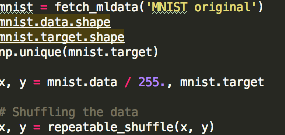 mnist = fetch_mldata('MNIST original')
mnist.data.shape
mnist.target.shape
np.unique(mnist.target)
x, y = mnist.data / 255., mnist.target
# Shuffling the data
x, y = repeatable_shuffle(x, y)